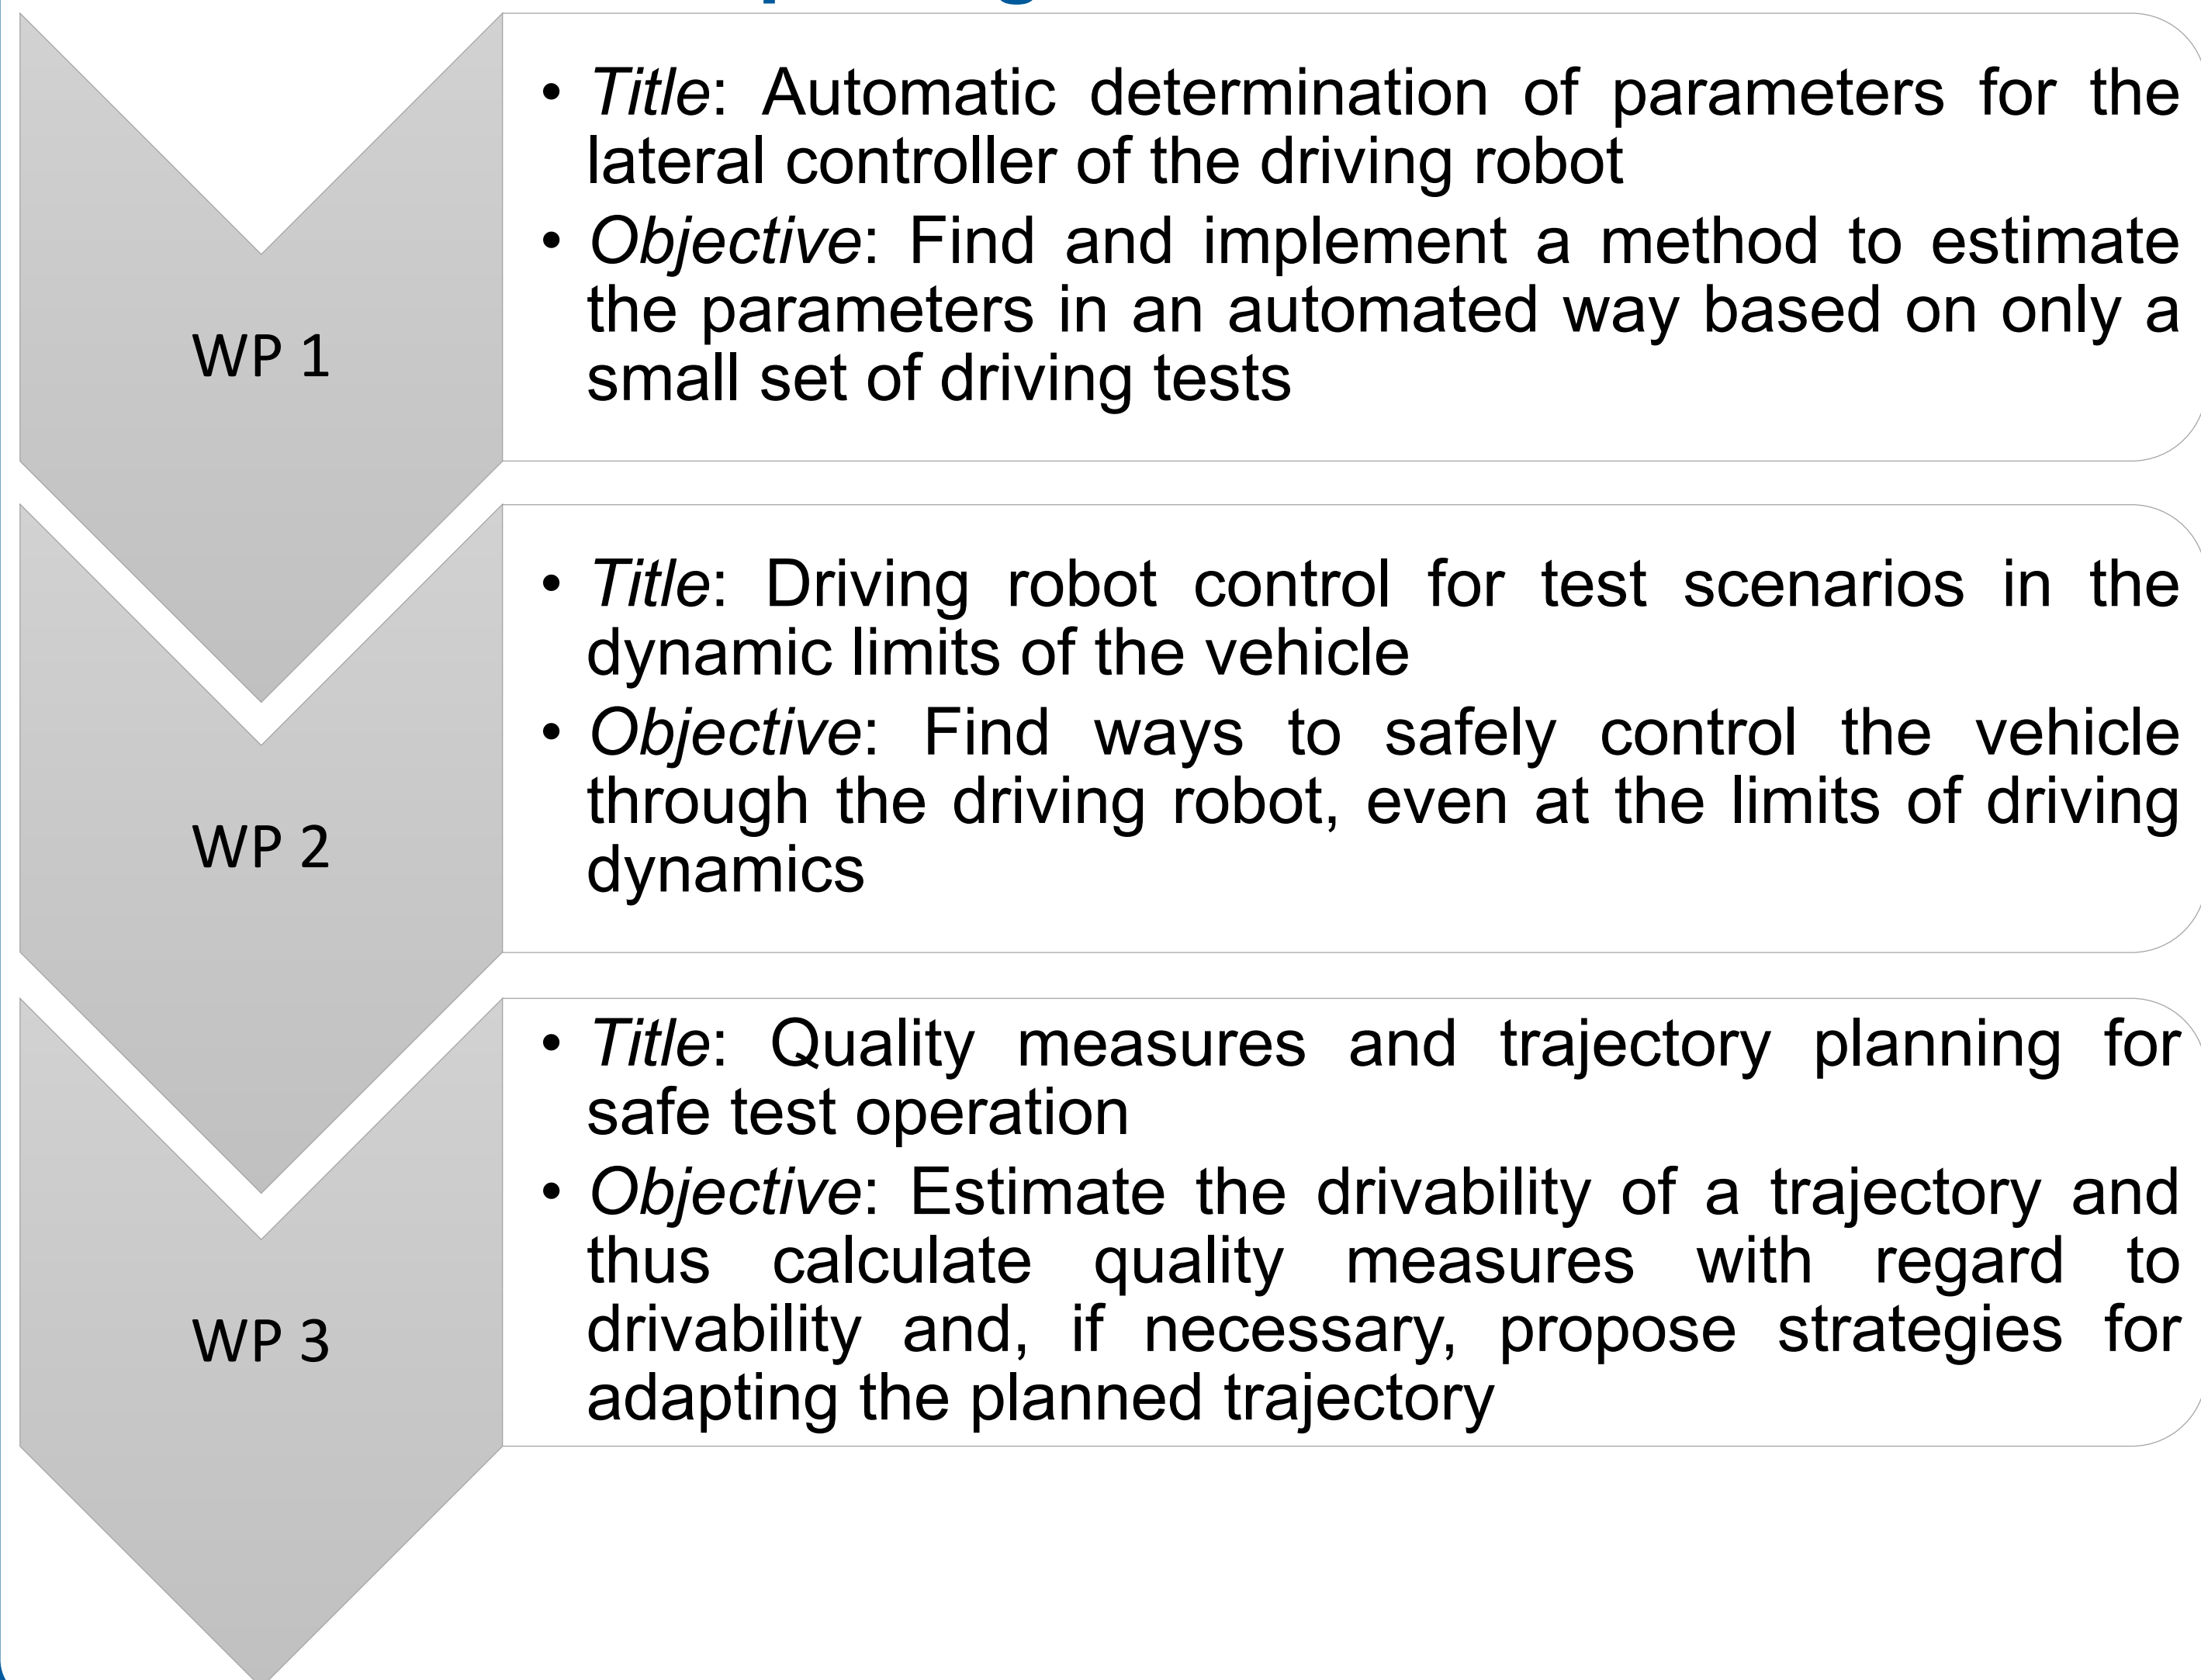 WP 1
• Title: Automatic determination of parameters for the
lateral controller of the driving robot
• Objective: Find and implement a method to estimate
the parameters in an automated way based on only a
small set of driving tests
WP 2
• Title: Driving robot control for test scenarios in the
dynamic limits of the vehicle
• Objective: Find ways to safely control the vehicle
through the driving robot, even at the limits of driving
dynamics
WP 3
• Title: Quality measures and trajectory planning for
safe test operation
• Objective: Estimate the drivability of a trajectory and
thus calculate quality measures with regard to
drivability and, if necessary, propose strategies for
adapting the planned trajectory